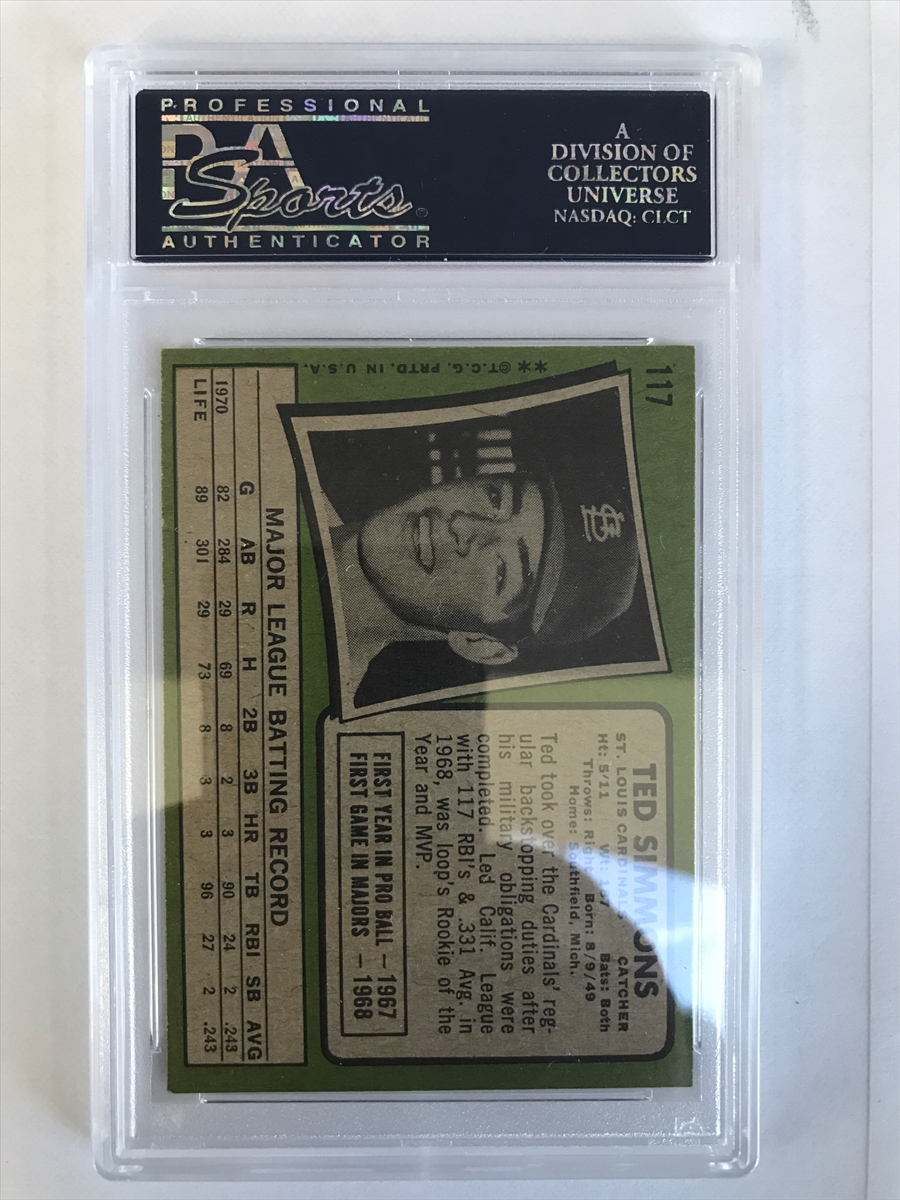 PROFESSIONAL
PSA
Sports
AUTHENTICATOR
A
DIVISION OF
COLLECTORS
UNIVERSE
NASDAQ: CLCT
117
**©T.C.G. PRTD. IN U.S.A.
TED SIMMONS
ST. LOUIS CARDINALS CATCHER
Ht: 5/11 Wt: Bats: Both
Throws: Right Born: 8/9/49
Home: Southfield, Mich.
Ted took over the Cardinals' reg-
ular backstopping duties after
his military obligations were
completed. Led Calif. League
with 117 RBI's & .331 Avg. in
1968, was loop's Rookie of the
Year and MVP.
FIRST YEAR IN PRO BALL — 1967
FIRST GAME IN MAJORS — 1968
MAJOR LEAGUE BATTING RECORD
G AB R H 2B 3B HR TB RBI SB AVG
1970 82 284 29 69 8 2 3 90 24 2 .243
LIFE 89 301 29 73 8 3 3 96 27 2 .243